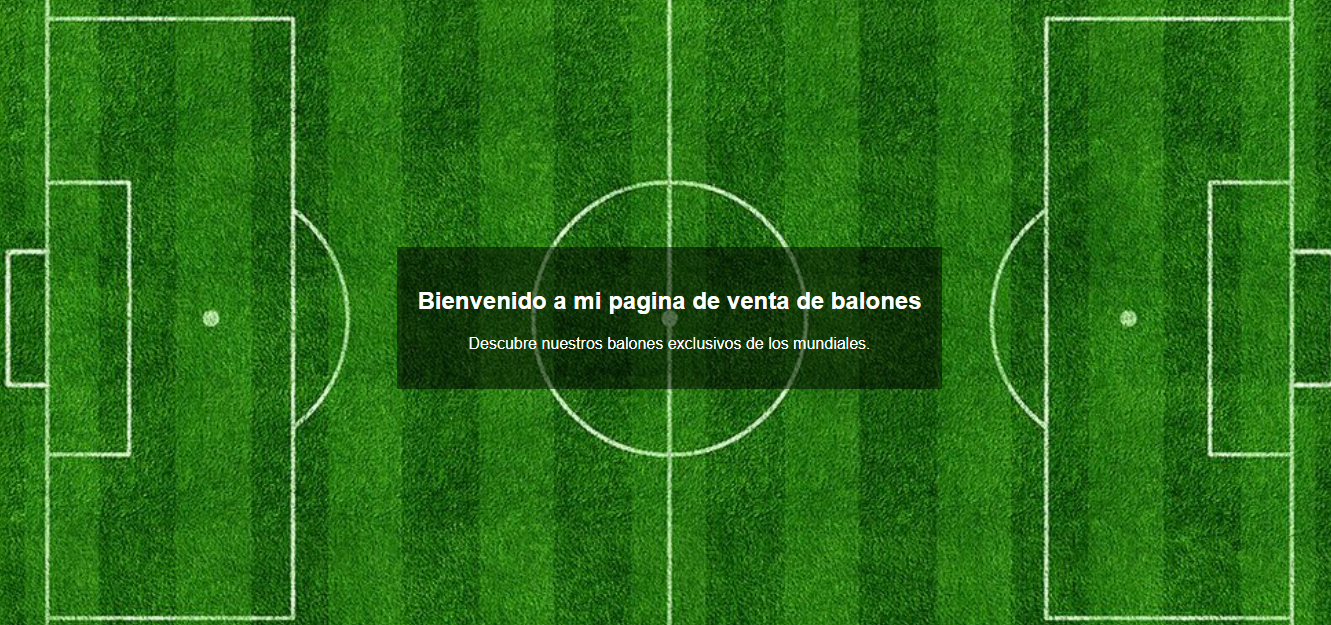 Bienvenido a mi pagina de venta de balones
Descubre nuestros balones exclusivos de los mundiales.